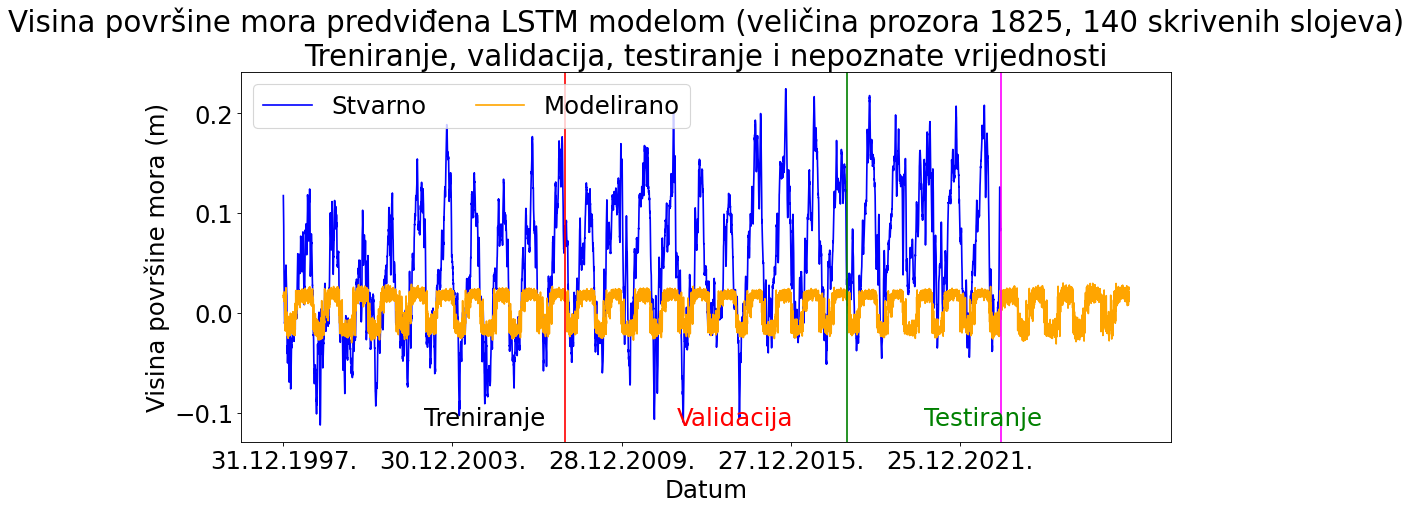 Visina površine mora predviđena LSTM modelom (veličina prozora 1825, 140 skrivenih slojeva)
Treniranje, validacija, testiranje i nepoznate vrijednosti
Stvarno Modelirano
Visina površine mora (m)
0.2
0.1
0.0
−0.1
Treniranje Validacija Testiranje
31.12.1997. 30.12.2003. 28.12.2009. 27.12.2015. 25.12.2021.
Datum